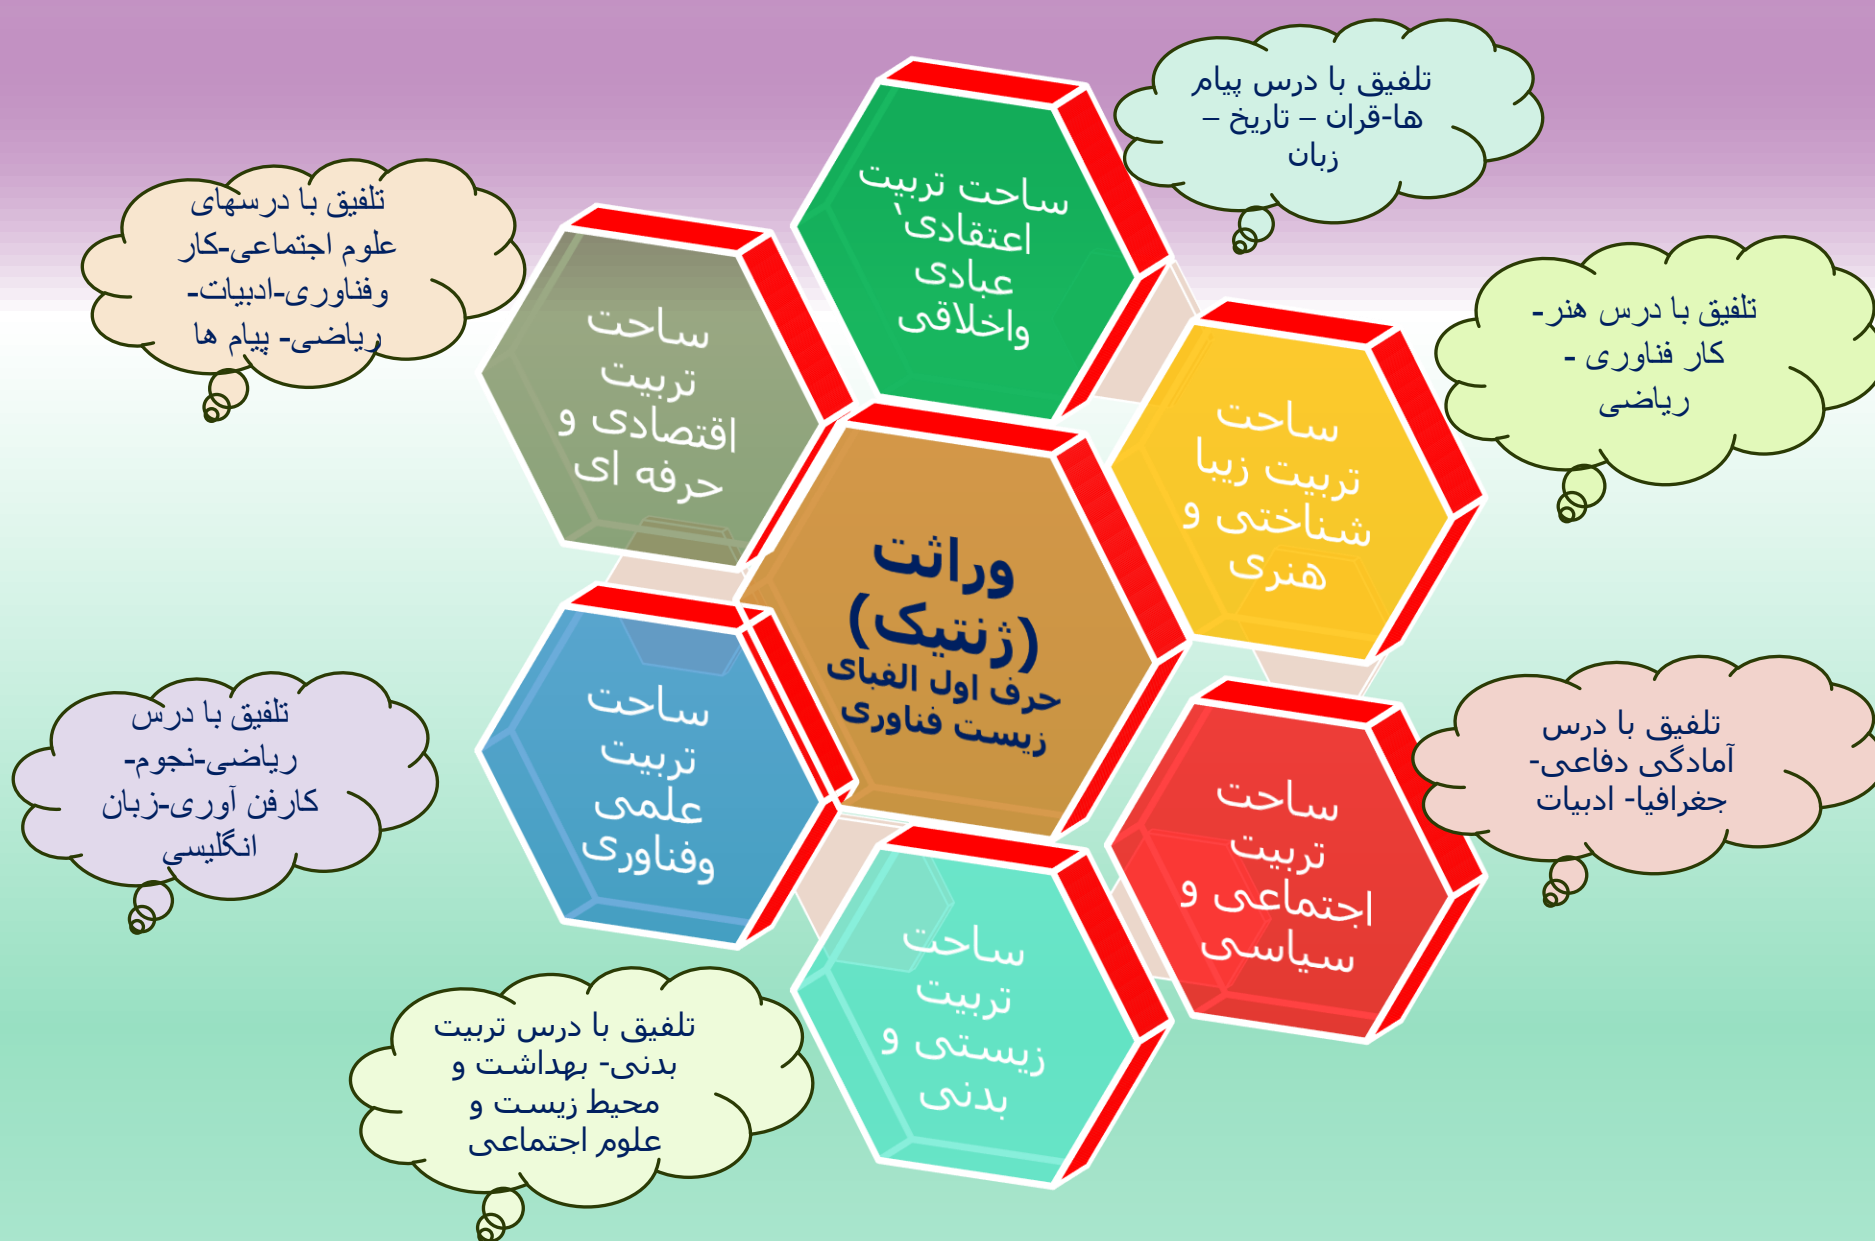 تلفیق با درس پیام
ها-قران – تاریخ –
زبان
ساحت تربیت
اعتقادی`
عبادی
واخلاقی
تلفیق با درس هنر-
کار فناوری -
ریاضی
ساحت
تربیت زیبا
شناختی و
هنری
تلفیق با درس
آمادگی دفاعی-
جغرافیا- ادبیات
ساحت
تربیت
اجتماعی و
سیاسی
وراثت
(ژنتیک)
حرف اول الفبای
زیست فناوری
تلفیق با درسهای
علوم اجتماعی-کار
وفناوری-ادبیات-
ریاضی- پیام ها
ساحت
تربیت
اقتصادی و
حرفه ای
تلفیق با درس
ریاضی-نجوم-
کارفن آوری-زبان
انگلیسی
ساحت
تربیت
علمی
وفناوری
تلفیق با درس تربیت
بدنی- بهداشت و
محیط زیست و
علوم اجتماعی
ساحت
تربیت
زیستی و
بدنی